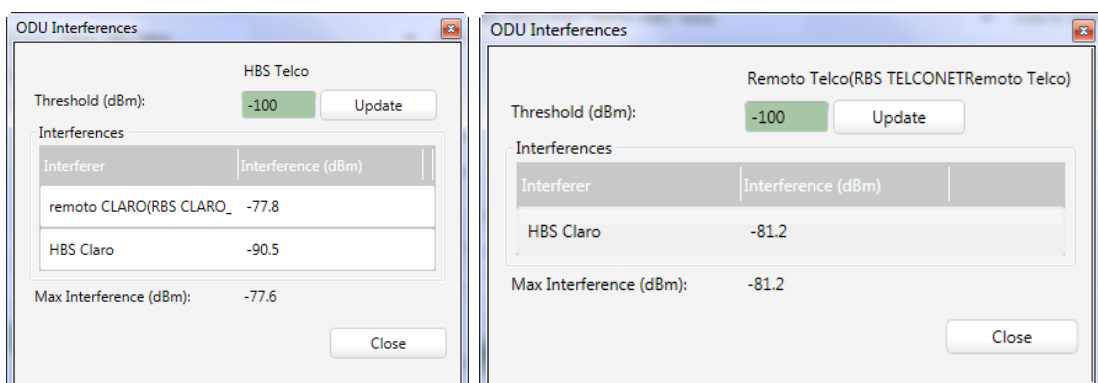 ODU Interferences
HBS Telco
Threshold (dBm): -100 Update
Interferences
Interferer Interference (dBm)
remoto CLARO(RBS CLARO_ -77.8
HBS Claro -90.5
Max Interference (dBm): -77.6
Close
ODU Interferences
Remoto Telco(RBS TELCONETRemoto Telco)
Threshold (dBm): -100 Update
Interferences
Interferer Interference (dBm)
HBS Claro -81.2
Max Interference (dBm): -81.2
Close